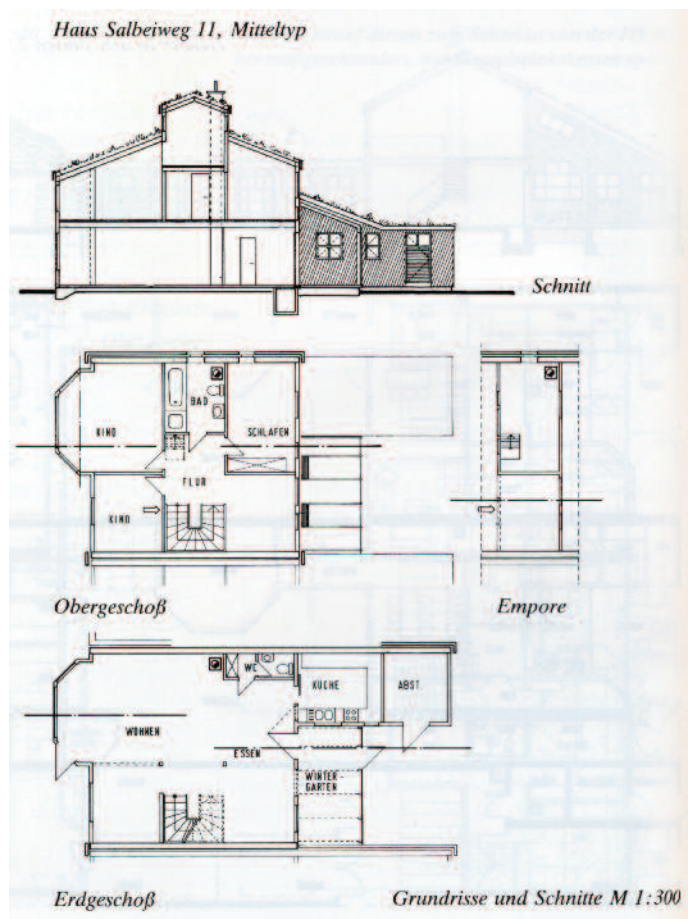 Haus Salbeiweg 11, Mitteltyp
Schnitt
BAD
KIND
SCHLAFEN
FLUR
KIND
Obergeschoß
Empore
WC
KÜCHE
ABST.
WOHNEN
ESSEN
WINTER-
GARTEN
Erdgeschoß
Grundrisse und Schnitte M 1:300